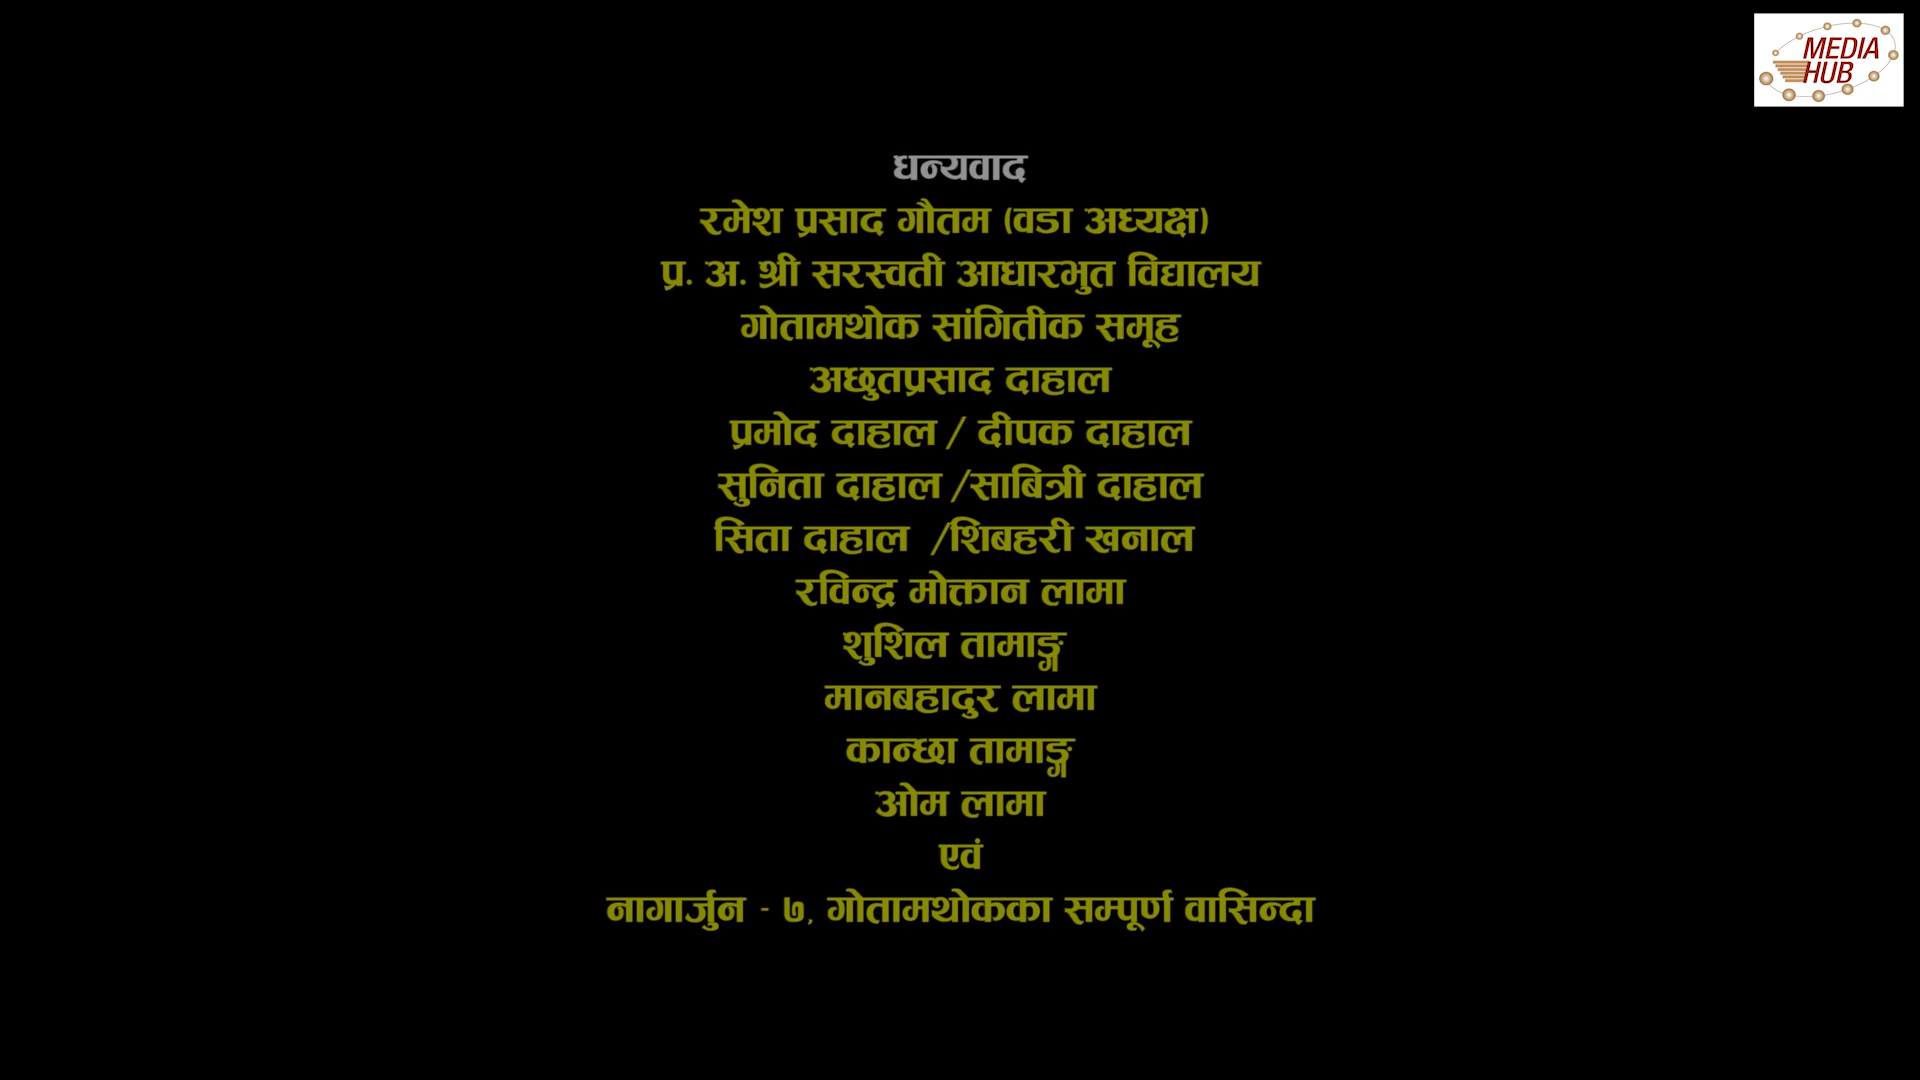 MEDIA
HUB
धन्यवाद
रमेश प्रसाद गौतम (वडा अध्यक्ष)
प्र. अ. श्री सरस्वती आधारभुत विद्यालय
गोतामथोक सांगितीक समूह
अछुतप्रसाद दाहाल
प्रमोद दाहाल / दीपक दाहाल
सुनिता दाहाल /साबित्री दाहाल
सिता दाहाल /शिबहरी खनाल
रविन्द्र मोक्तान लामा
शुशिल तामाङ्ग
मानबहादुर लामा
कान्छा तामाङ्ग
ओम लामा
एवं
नागार्जुन - ७, गोतामथोकका सम्पूर्ण वासिन्दा